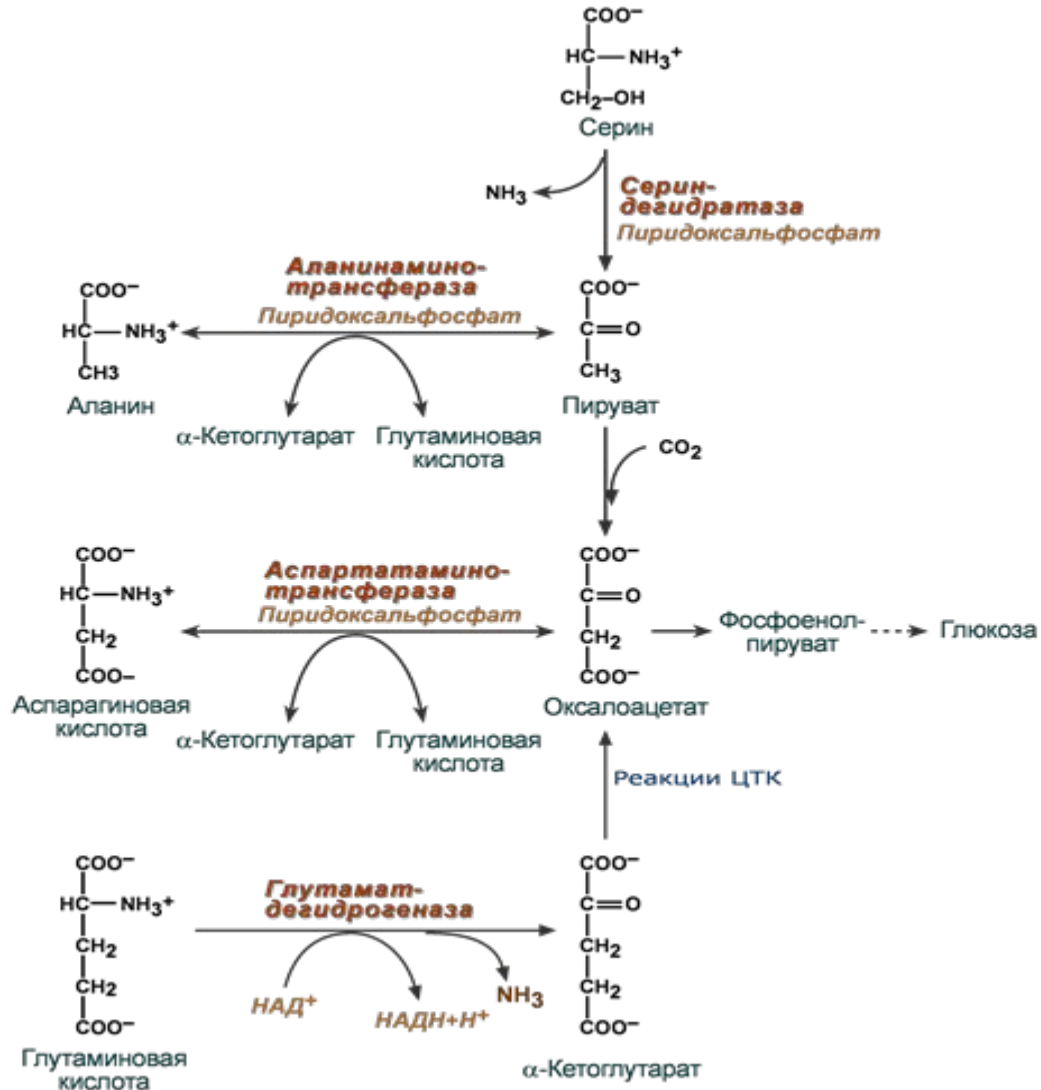 COO⁻
HC—NH₃⁺
CH₂–OH
Серин
NH₃
Серин-
дегидратаза
Пиридоксальфосфат
Аланинамино-
трансфераза
Пиридоксальфосфат
COO⁻
HC—NH₃⁺
CH3
Аланин
α-Кетоглутарат
Глутаминовая
кислота
COO⁻
C=O
CH₃
Пируват
CO₂
COO⁻
HC—NH₃⁺
CH₂
COO–
Аспарагиновая
кислота
Аспартатамино-
трансфераза
Пиридоксальфосфат
α-Кетоглутарат
Глутаминовая
кислота
COO⁻
C=O
CH₂
COO⁻
Оксалоацетат
Фосфоенол-
пируват
Глюкоза
Реакции ЦТК
COO⁻
HC—NH₃⁺
CH₂
CH₂
COO⁻
Глутаминовая
кислота
Глутамат-
дегидрогеназа
НАД⁺
НАДН+Н⁺
NH₃
COO⁻
C=O
CH₂
CH₂
COO⁻
α-Кетоглутарат